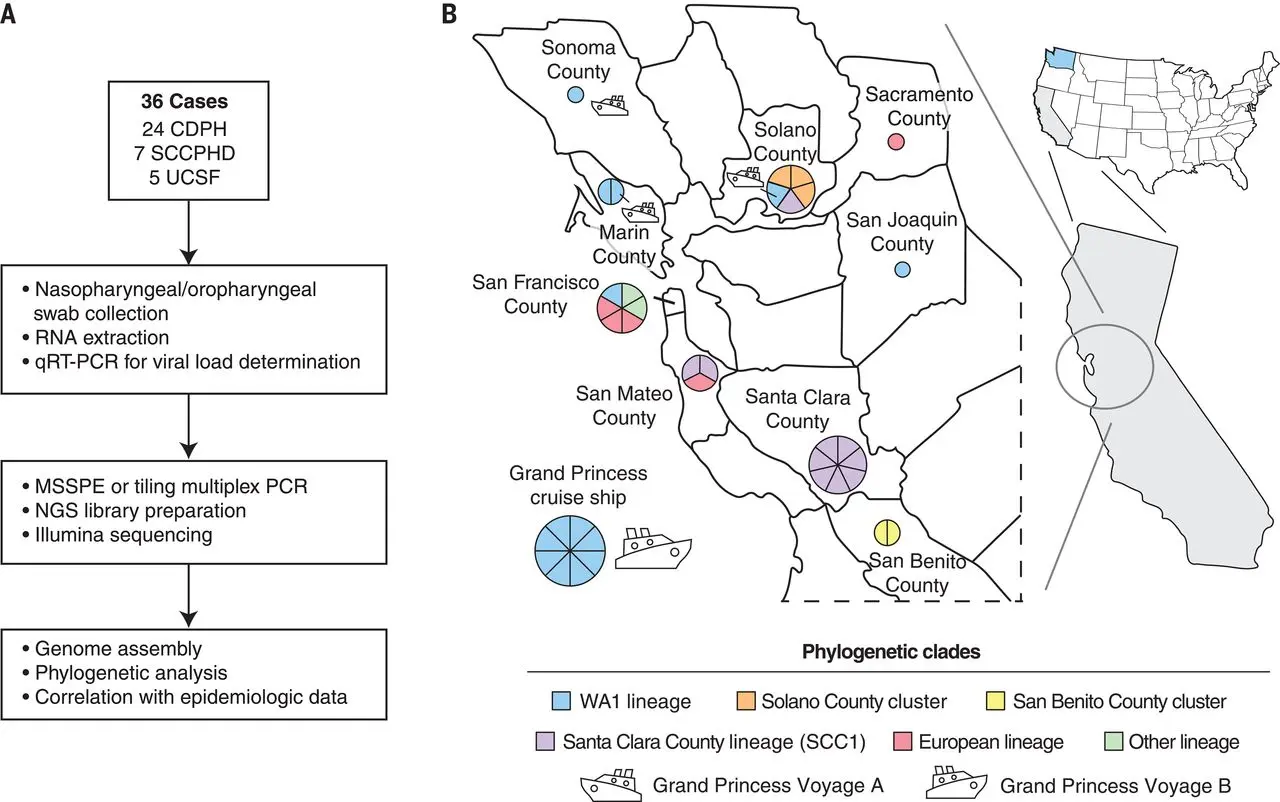 A
36 Cases
24 CDPH
7 SCCPHD
5 UCSF
• Nasopharyngeal/oropharyngeal
swab collection
• RNA extraction
• qRT-PCR for viral load determination
• MSSPE or tiling multiplex PCR
• NGS library preparation
• Illumina sequencing
• Genome assembly
• Phylogenetic analysis
• Correlation with epidemiologic data
B
Sonoma
County
Sacramento
County
Solano
County
Marin
County
San Joaquin
County
San Francisco
County
San Mateo
County
Santa Clara
County
Grand Princess
cruise ship
San Benito
County
Phylogenetic clades
WA1 lineage
Solano County cluster
San Benito County cluster
Santa Clara County lineage (SCC1)
European lineage
Other lineage
Grand Princess Voyage A
Grand Princess Voyage B